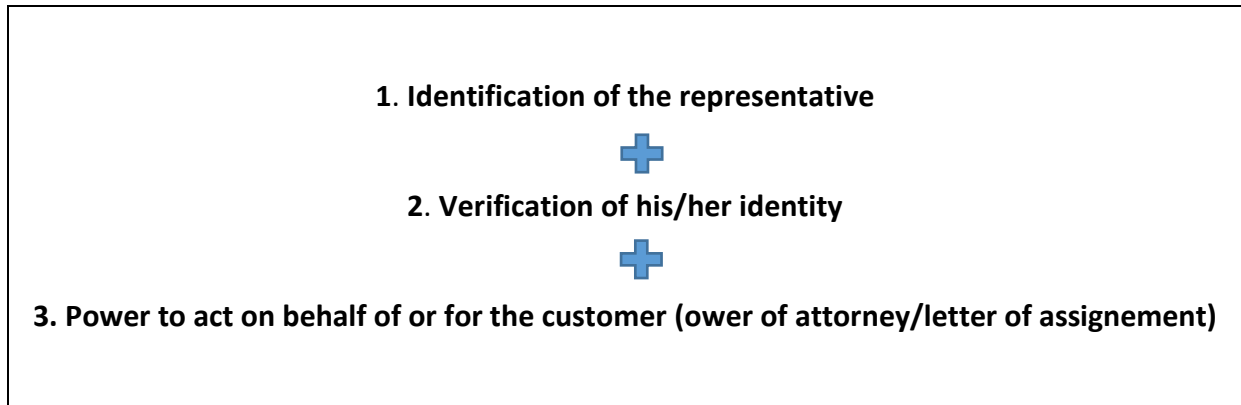 1. Identification of the representative
2. Verification of his/her identity
3. Power to act on behalf of or for the customer (ower of attorney/letter of assignement)